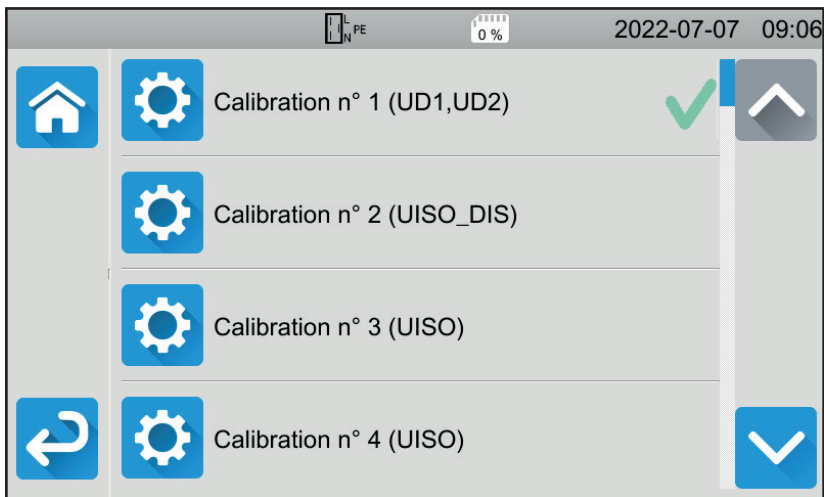 L
N PE
0 %
2022-07-07 09:06
Calibration n° 1 (UD1,UD2)
Calibration n° 2 (UISO_DIS)
Calibration n° 3 (UISO)
Calibration n° 4 (UISO)